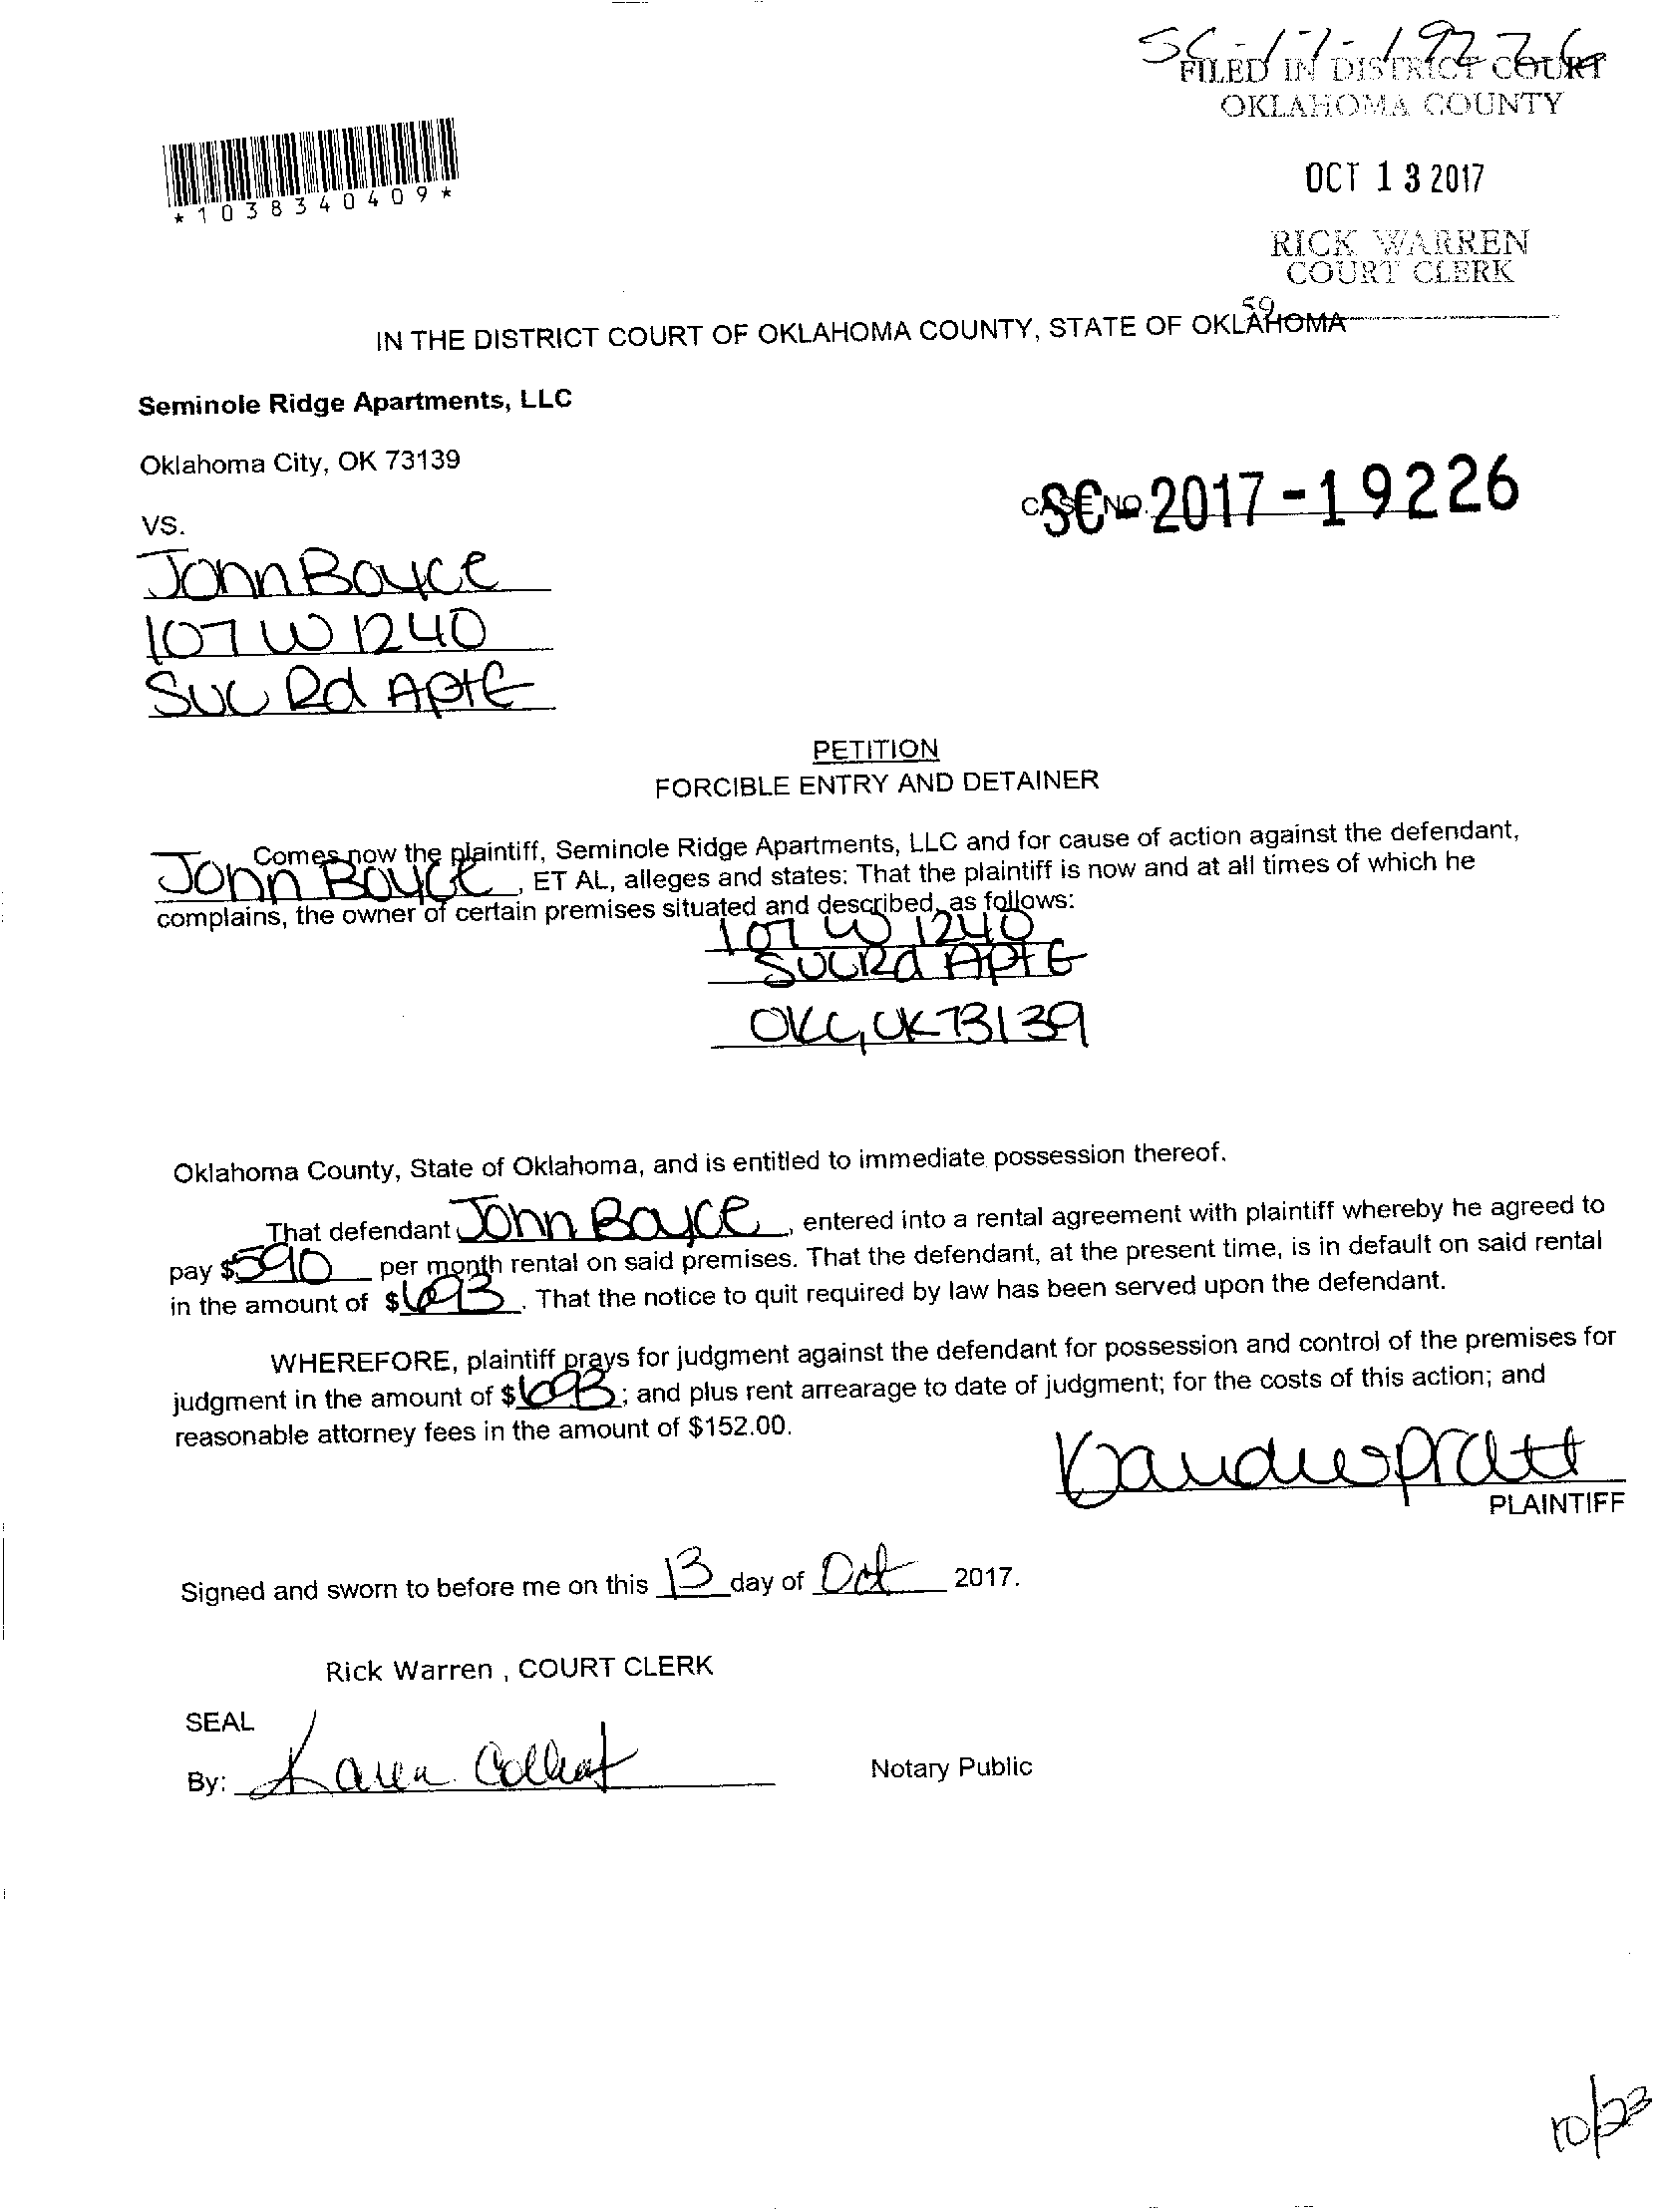 SC-17-19226
FILED IN DISTRICT COURT
OKLAHOMA COUNTY
OCT 13 2017
RICK WARREN
COURT CLERK
59
*1038340409*
IN THE DISTRICT COURT OF OKLAHOMA COUNTY, STATE OF OKLAHOMA
Seminole Ridge Apartments, LLC
Oklahoma City, OK 73139
CASE NO. SC-2017-19226
VS.
John Boyce
107 W 1240
SVC Rd Apt G
PETITION
FORCIBLE ENTRY AND DETAINER
Comes now the plaintiff, Seminole Ridge Apartments, LLC and for cause of action against the defendant,
John Boyce, ET AL, alleges and states: That the plaintiff is now and at all times of which he
complains, the owner of certain premises situated and described, as follows:
107 W 1240
SVC Rd Apt G
OKC, OK 73139
Oklahoma County, State of Oklahoma, and is entitled to immediate possession thereof.
That defendant John Boyce, entered into a rental agreement with plaintiff whereby he agreed to
pay $590 per month rental on said premises. That the defendant, at the present time, is in default on said rental
in the amount of $693. That the notice to quit required by law has been served upon the defendant.
WHEREFORE, plaintiff prays for judgment against the defendant for possession and control of the premises for
judgment in the amount of $693; and plus rent arrearage to date of judgment; for the costs of this action; and
reasonable attorney fees in the amount of $152.00.
Pratt
PLAINTIFF
Signed and sworn to before me on this 13 day of Oct 2017.
Rick Warren , COURT CLERK
SEAL
By: Karen
Notary Public
10/23